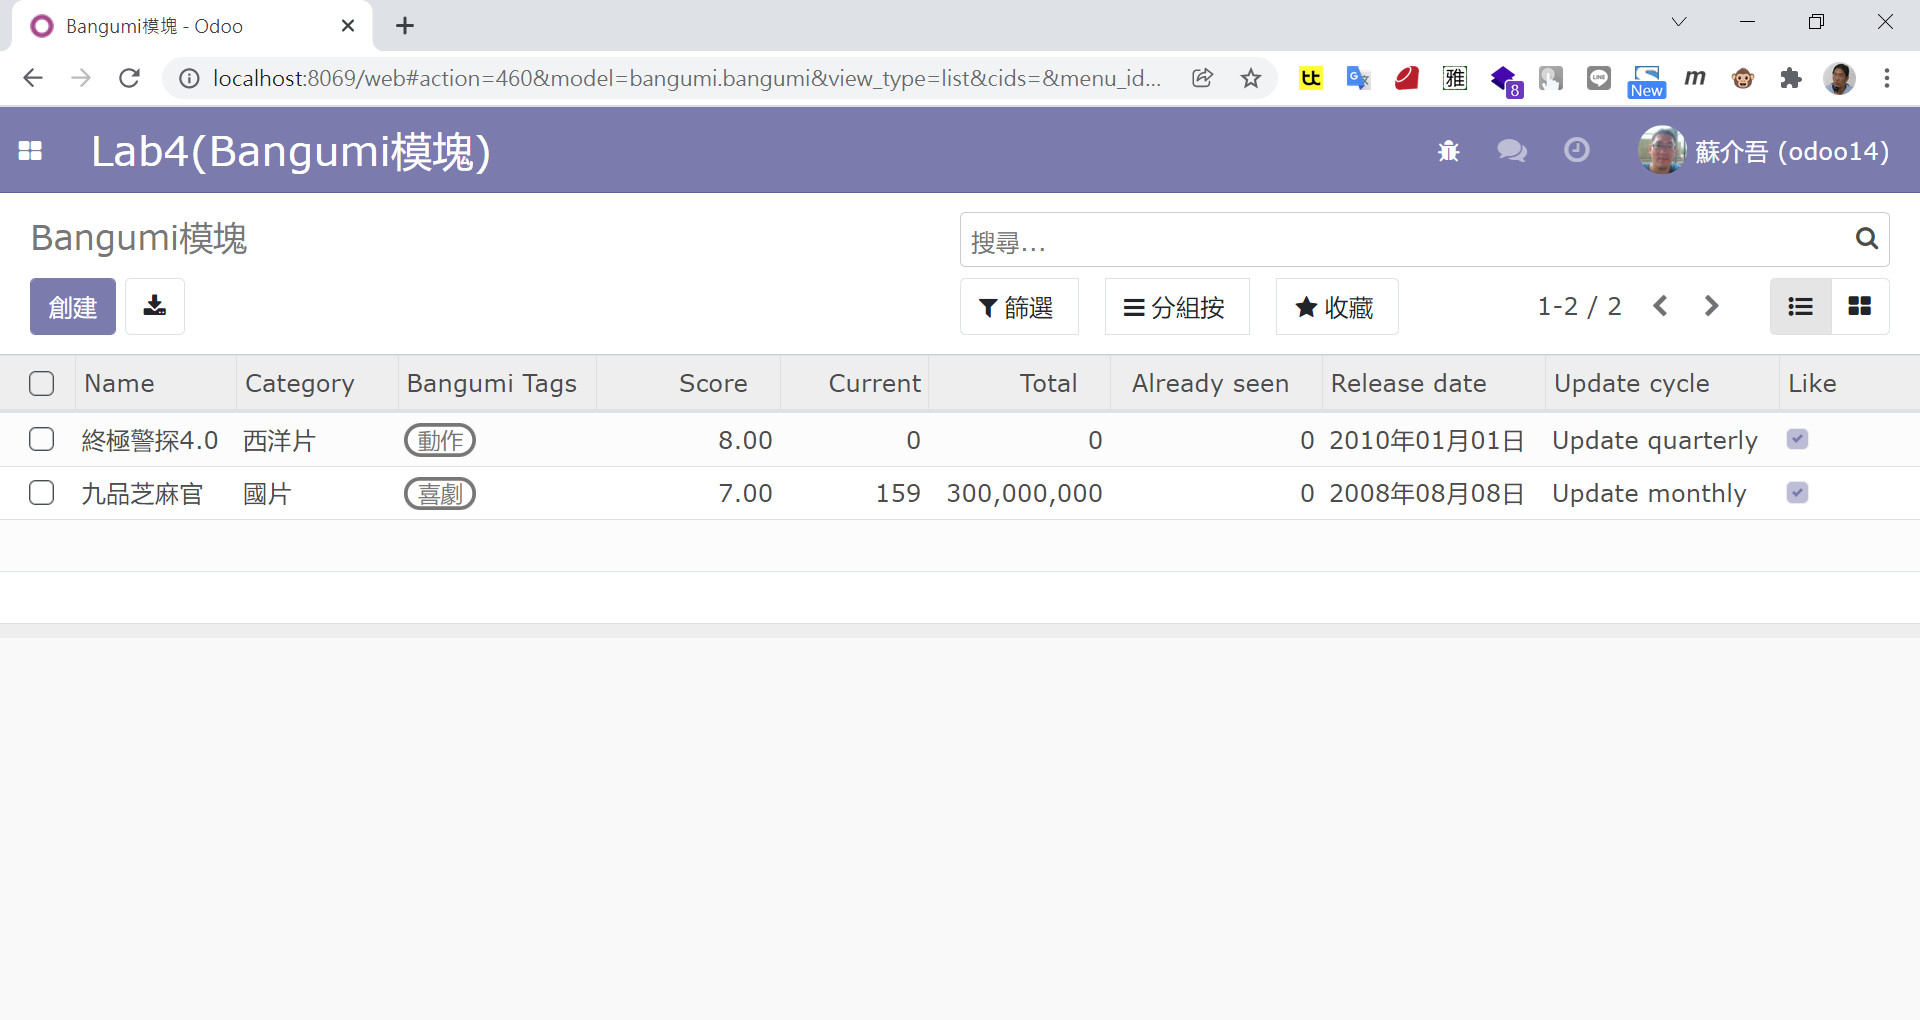 Bangumi模塊 - Odoo
localhost:8069/web#action=460&model=bangumi.bangumi&view_type=list&cids=&menu_id...
tt
G
雅
8
LINE
New
m
Lab4(Bangumi模塊)
蘇介吾 (odoo14)
Bangumi模塊
搜尋...
創建
篩選
分組按
收藏
1-2 / 2
Name Category Bangumi Tags Score Current Total Already seen Release date Update cycle Like
終極警探4.0 西洋片 動作 8.00 0 0 0 2010年01月01日 Update quarterly
九品芝麻官 國片 喜劇 7.00 159 300,000,000 0 2008年08月08日 Update monthly